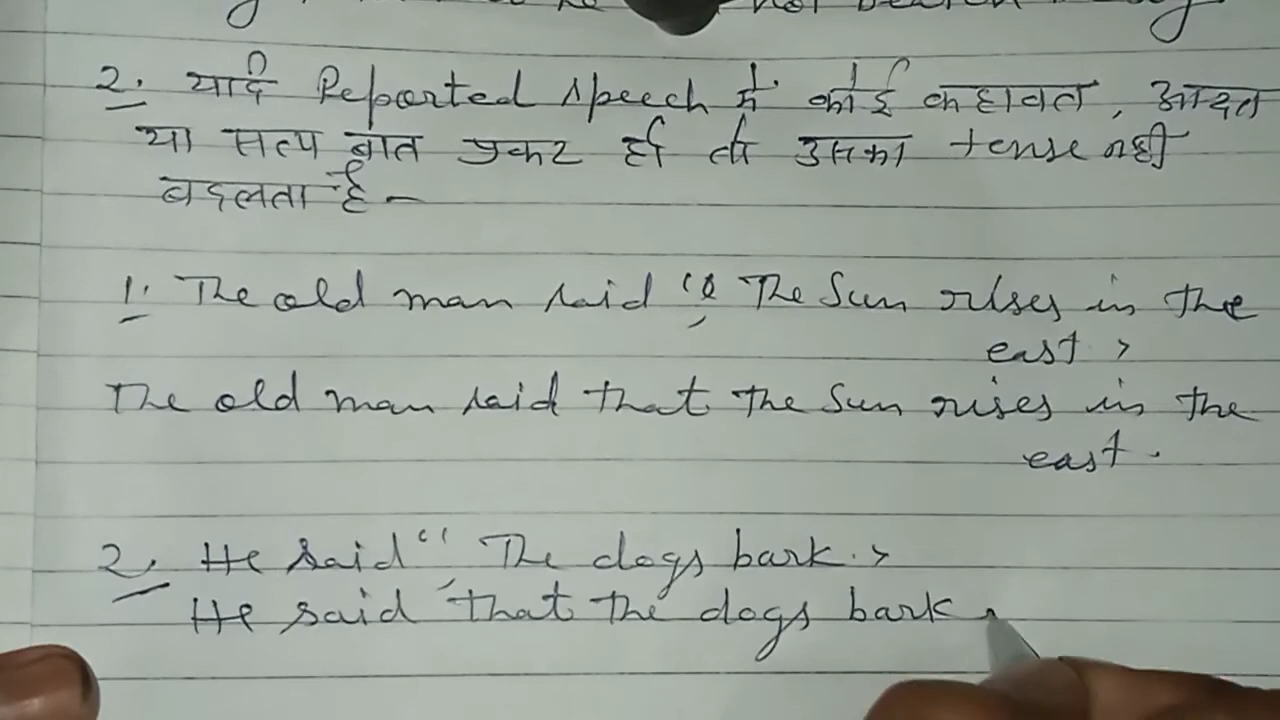 2. यदि Reported speech में कोई कहावत, आदत
या सत्य बात प्रकट हो तो उसका tense नहीं
बदलता है –
1. The old man said, " The Sun rises in the
east "
The old man said that the Sun rises in the
east.
2. He said, " The dogs bark. "
He said that the dogs bark